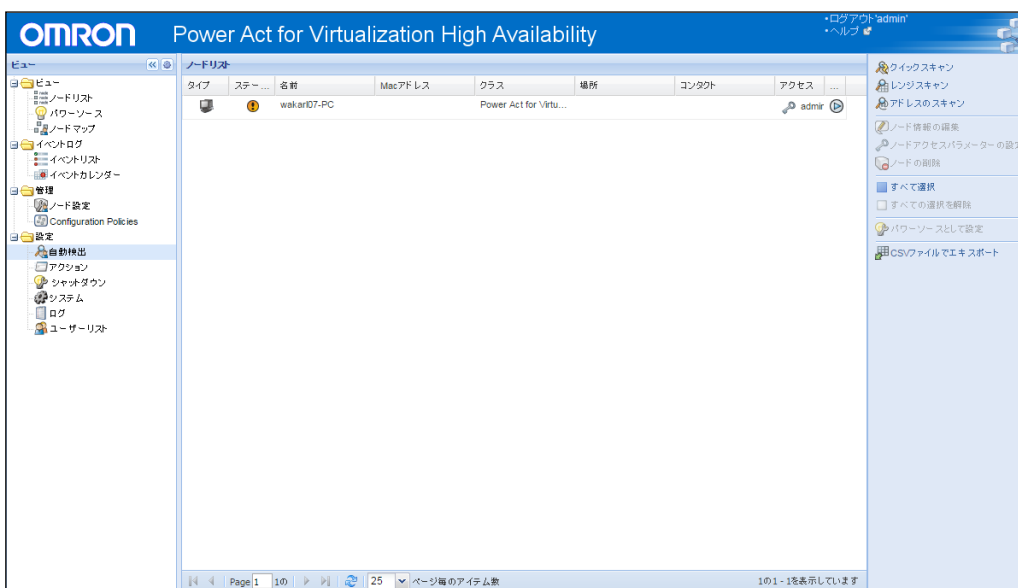 OMRON Power Act for Virtualization High Availability
•ログアウト'admin'
•ヘルプ
ビュー
ビュー
ノードリスト
パワーソース
ノードマップ
イベントログ
イベントリスト
イベントカレンダー
管理
ノード設定
Configuration Policies
設定
自動検出
アクション
シャットダウン
システム
ログ
ユーザーリスト
ノードリスト
タイプ ステー... 名前 Macアドレス クラス 場所 コンタクト アクセス ...
wakarl07-PC Power Act for Virtu... admir
Page 1 1の 25 ページ毎のアイテム数 1の1 - 1を表示しています
クイックスキャン
レンジスキャン
アドレスのスキャン
ノード情報の編集
ノードアクセスパラメーターの設定
ノードの削除
すべて選択
すべての選択を解除
パワーソースとして設定
CSVファイルでエキスポート